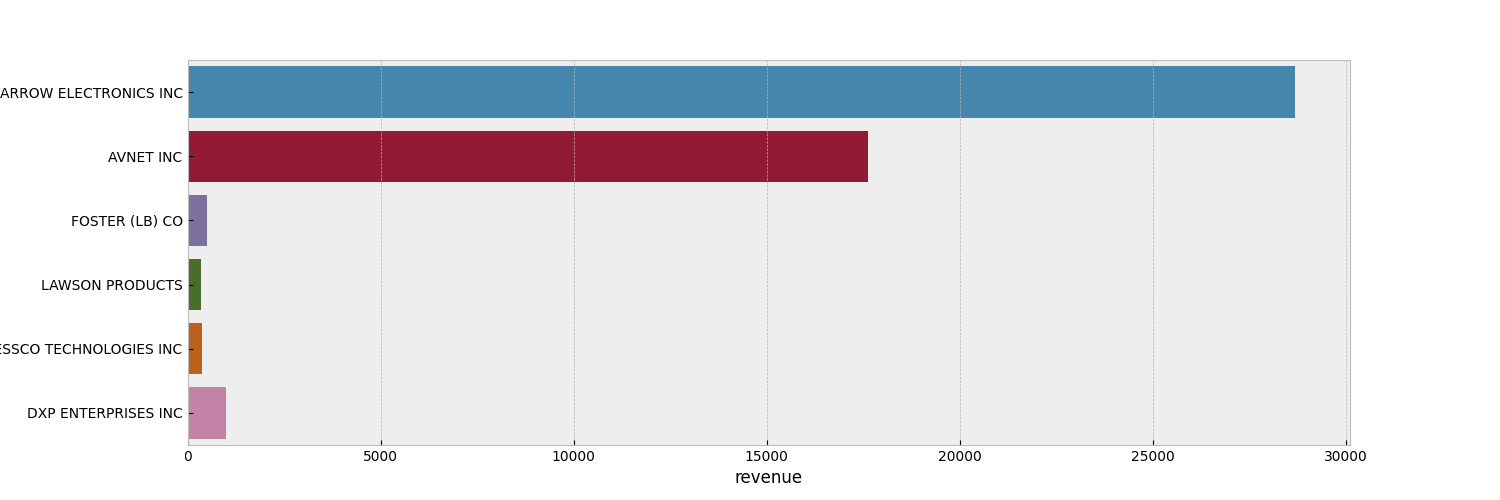 ARROW ELECTRONICS INC
AVNET INC
FOSTER (LB) CO
LAWSON PRODUCTS
ESSCO TECHNOLOGIES INC
DXP ENTERPRISES INC
0 5000 10000 15000 20000 25000 30000
revenue